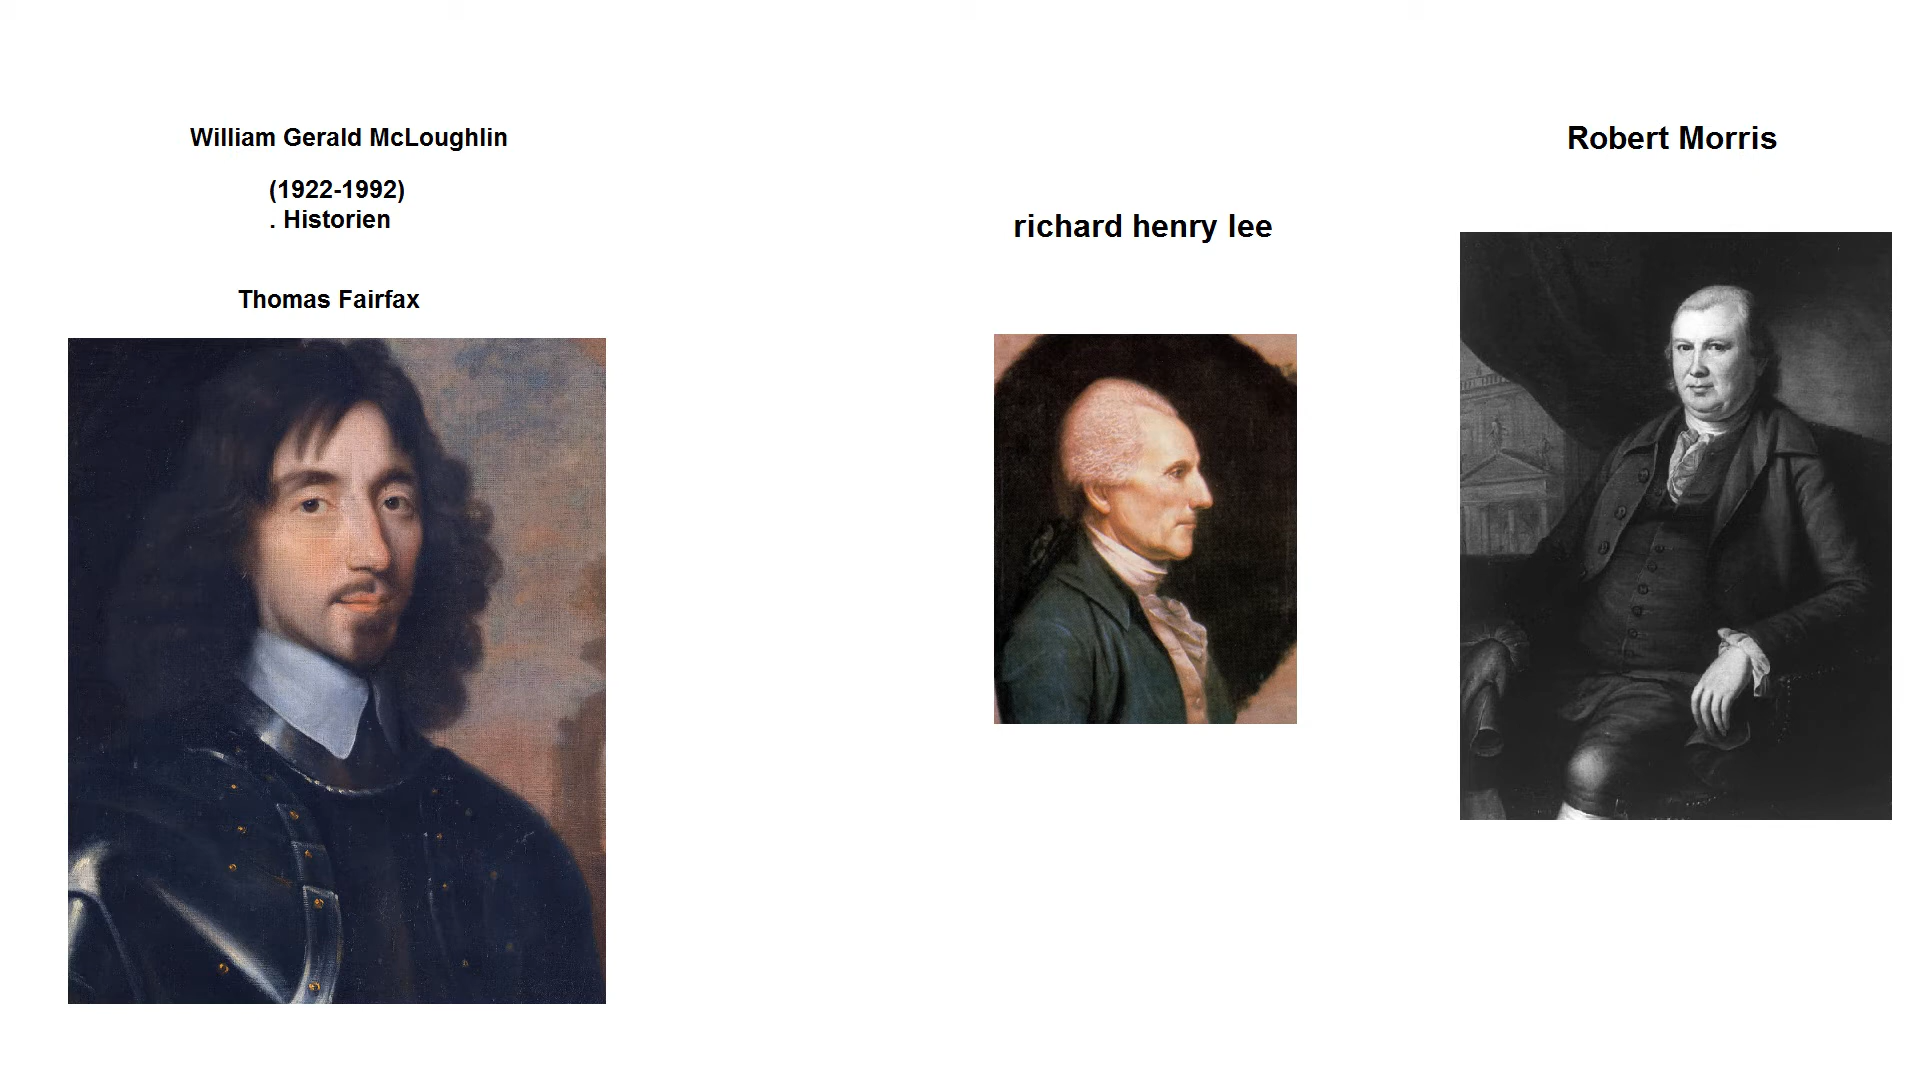 William Gerald McLoughlin
(1922-1992)
. Historien
Thomas Fairfax
richard henry lee
Robert Morris